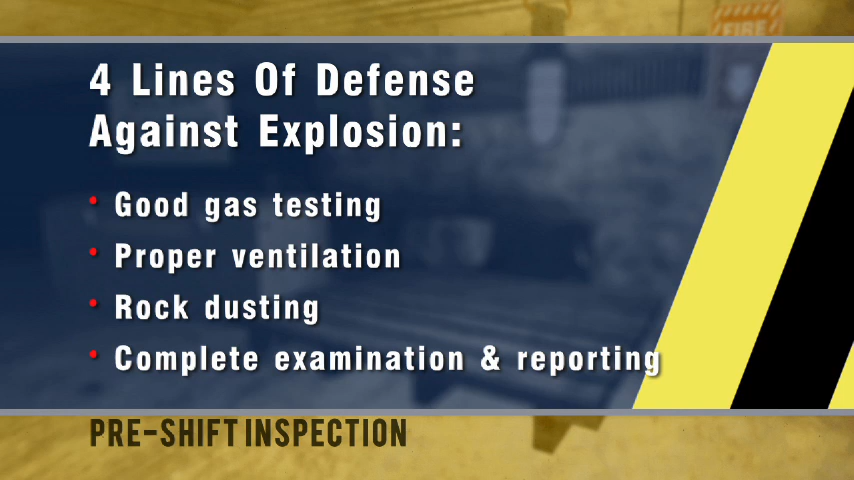 FIRE
4 Lines Of Defense
Against Explosion:
• Good gas testing
• Proper ventilation
• Rock dusting
• Complete examination & reporting
PRE-SHIFT INSPECTION